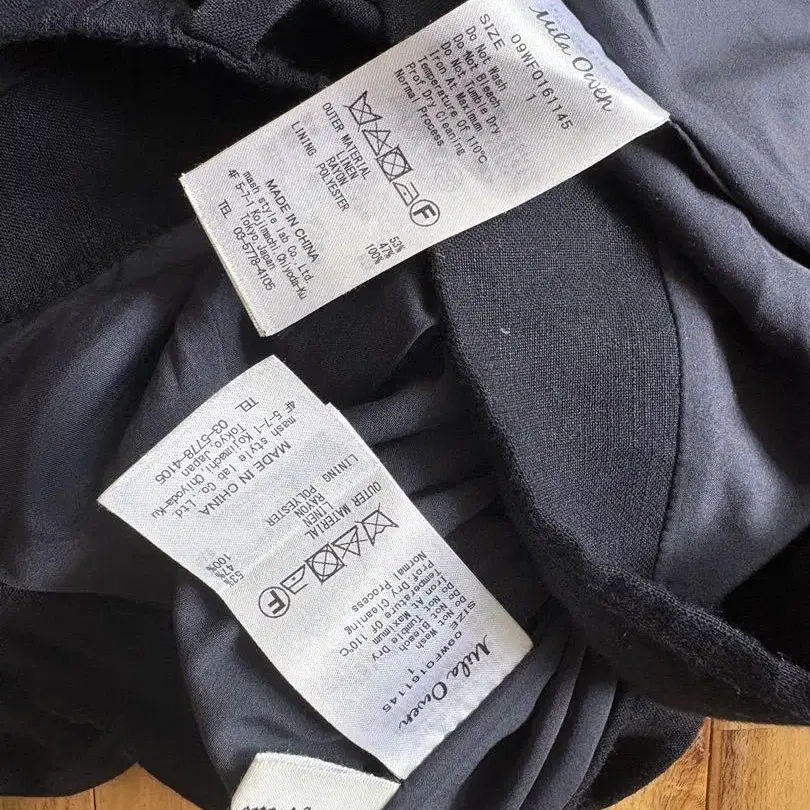 Mila Owen
09WF0161145
SIZE 1
Do Not Wash
Do Not Bleach
Do Not Tumble Dry
Iron At Maximum
Temperature Of 110℃
Prof.Dry Cleaning
Normal Process
F
OUTER MATERIAL
LINEN 53%
RAYON 47%
LINING POLYESTER 100%
MADE IN CHINA
mash style lab Co.,Ltd.
4F 5-7-1 Kojimachi Chiyoda-Ku
Tokyo,Japan
TEL 03-5778-4105
Mila Owen
09WF0161145
SIZE 1
Do Not Wash
Do Not Bleach
Do Not Tumble Dry
Iron At Maximum
Temperature Of 110℃
Prof.Dry Cleaning
Normal Process
F
OUTER MATERIAL
LINEN 53%
RAYON 47%
LINING POLYESTER 100%
MADE IN CHINA
mash style lab Co.,Ltd
4F 5-7-1 Kojimachi Chiyoda-Ku
Tokyo,Japan
TEL 03-5778-4105